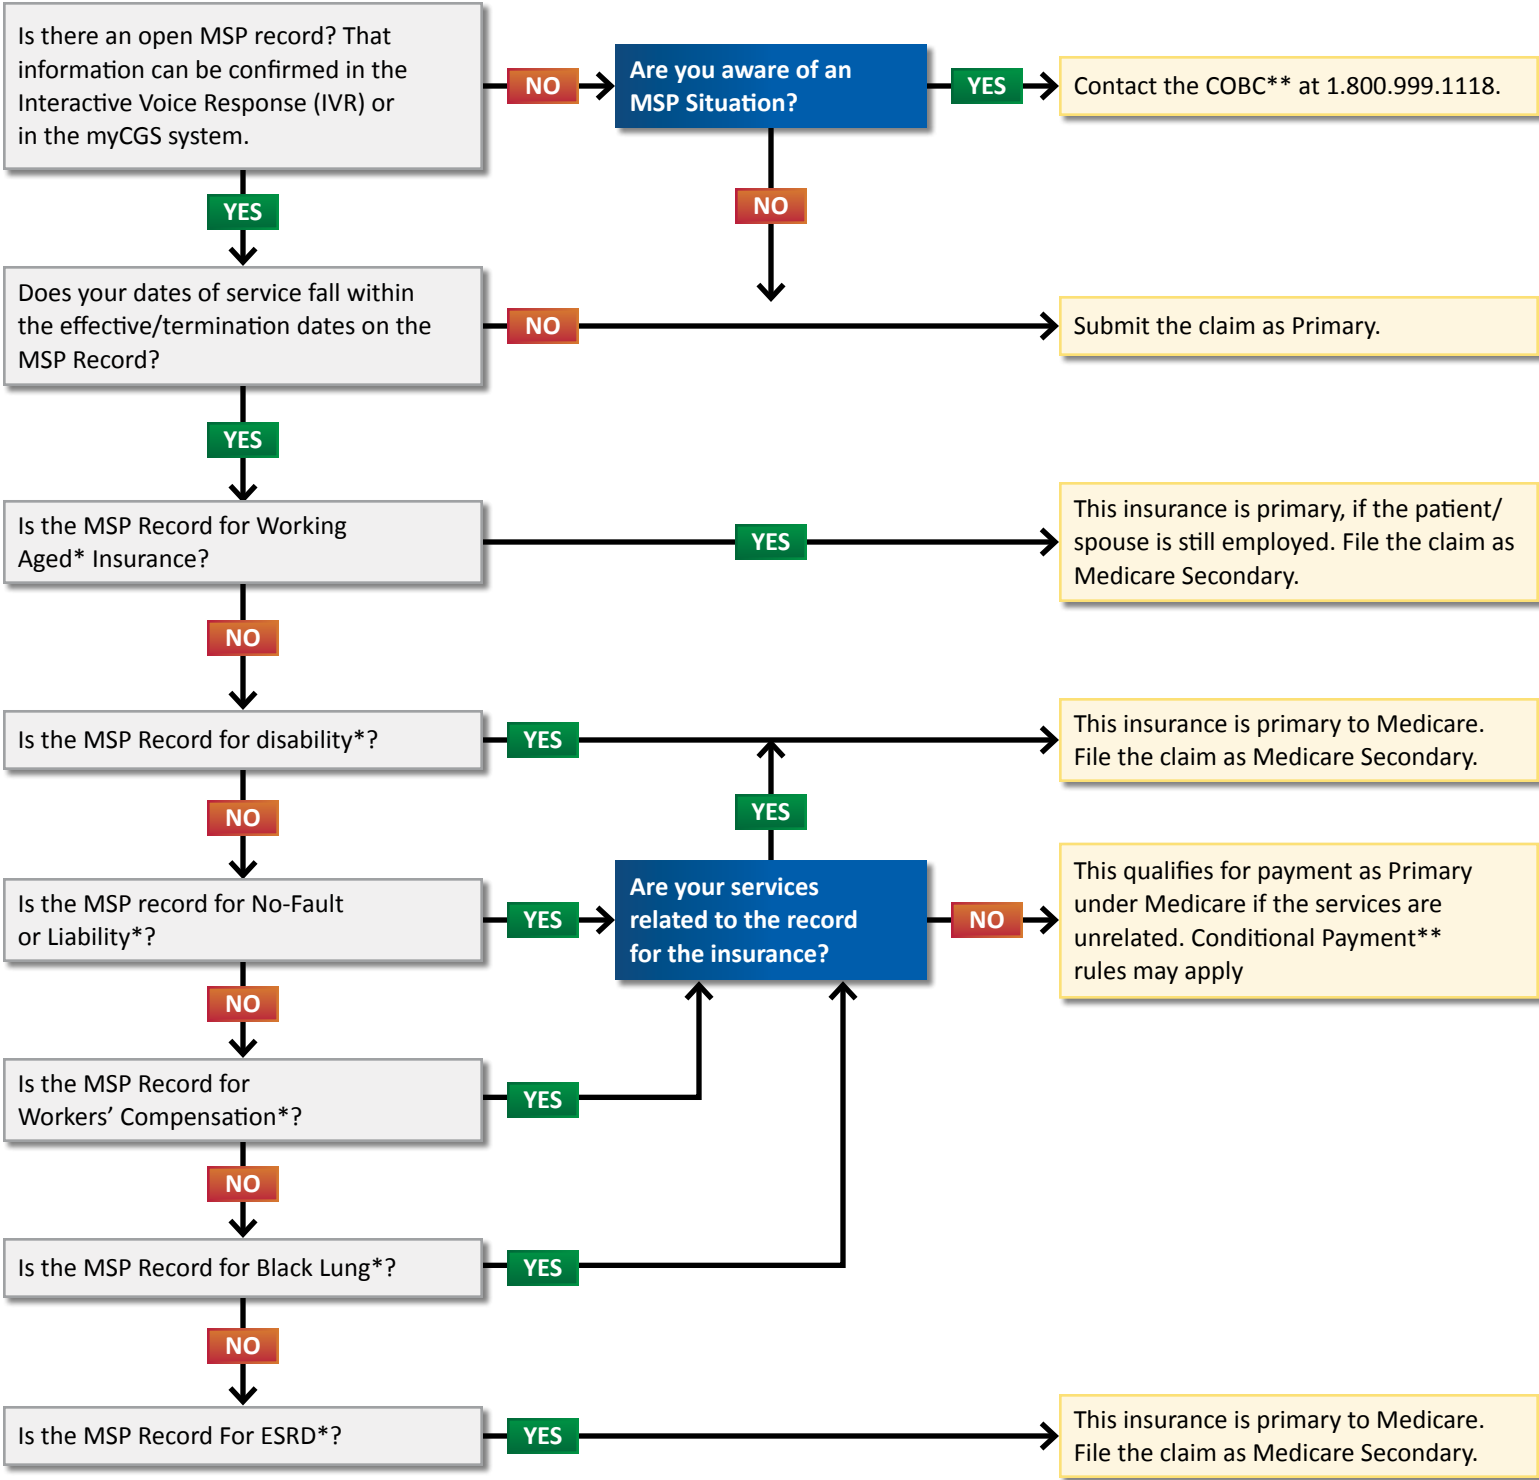 Is there an open MSP record? That
information can be confirmed in the
Interactive Voice Response (IVR) or
in the myCGS system.
NO
Are you aware of an
MSP Situation?
YES
Contact the COBC** at 1.800.999.1118.
YES
NO
Does your dates of service fall within
the effective/termination dates on the
MSP Record?
NO
Submit the claim as Primary.
YES
Is the MSP Record for Working
Aged* Insurance?
YES
This insurance is primary, if the patient/
spouse is still employed. File the claim as
Medicare Secondary.
NO
Is the MSP Record for disability*?
YES
This insurance is primary to Medicare.
File the claim as Medicare Secondary.
NO
YES
Is the MSP record for No-Fault
or Liability*?
YES
Are your services
related to the record
for the insurance?
NO
This qualifies for payment as Primary
under Medicare if the services are
unrelated. Conditional Payment**
rules may apply
NO
Is the MSP Record for
Workers’ Compensation*?
YES
NO
Is the MSP Record for Black Lung*?
YES
NO
Is the MSP Record For ESRD*?
YES
This insurance is primary to Medicare.
File the claim as Medicare Secondary.